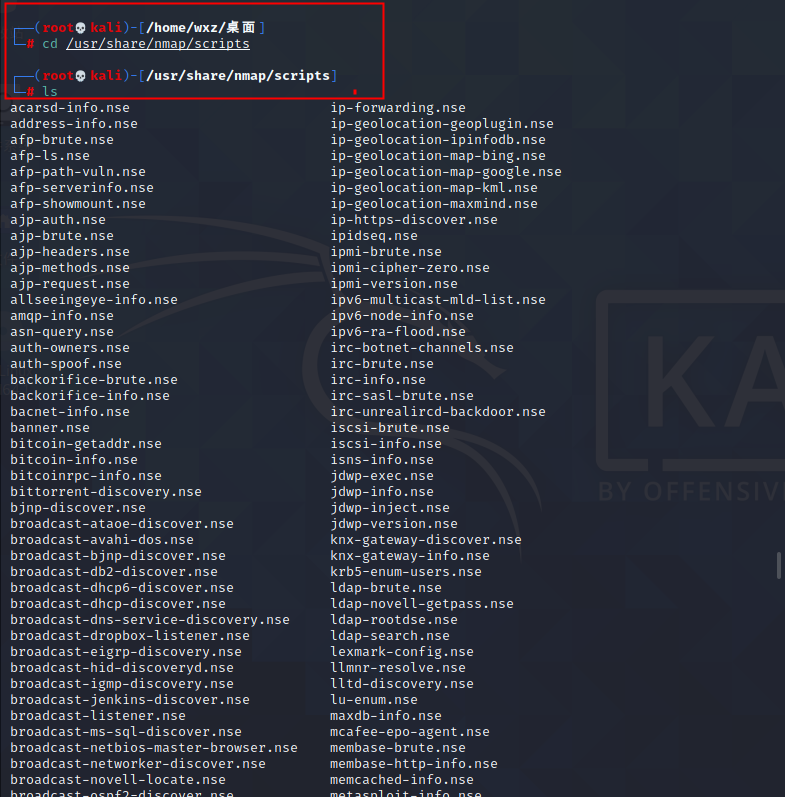 ┌──(root💀kali)-[/home/wxz/桌面]
└─# cd /usr/share/nmap/scripts
┌──(root💀kali)-[/usr/share/nmap/scripts]
└─# ls
acarsd-info.nse ip-forwarding.nse
address-info.nse ip-geolocation-geoplugin.nse
afp-brute.nse ip-geolocation-ipinfodb.nse
afp-ls.nse ip-geolocation-map-bing.nse
afp-path-vuln.nse ip-geolocation-map-google.nse
afp-serverinfo.nse ip-geolocation-map-kml.nse
afp-showmount.nse ip-geolocation-maxmind.nse
ajp-auth.nse ip-https-discover.nse
ajp-brute.nse ipidseq.nse
ajp-headers.nse ipmi-brute.nse
ajp-methods.nse ipmi-cipher-zero.nse
ajp-request.nse ipmi-version.nse
allseeingeye-info.nse ipv6-multicast-mld-list.nse
amqp-info.nse ipv6-node-info.nse
asn-query.nse ipv6-ra-flood.nse
auth-owners.nse irc-botnet-channels.nse
auth-spoof.nse irc-brute.nse
backorifice-brute.nse irc-info.nse
backorifice-info.nse irc-sasl-brute.nse
bacnet-info.nse irc-unrealircd-backdoor.nse
banner.nse iscsi-brute.nse
bitcoin-getaddr.nse iscsi-info.nse
bitcoin-info.nse isns-info.nse
bitcoinrpc-info.nse jdwp-exec.nse
bittorrent-discovery.nse jdwp-info.nse
bjnp-discover.nse jdwp-inject.nse
broadcast-ataoe-discover.nse jdwp-version.nse
broadcast-avahi-dos.nse knx-gateway-discover.nse
broadcast-bjnp-discover.nse knx-gateway-info.nse
broadcast-db2-discover.nse krb5-enum-users.nse
broadcast-dhcp6-discover.nse ldap-brute.nse
broadcast-dhcp-discover.nse ldap-novell-getpass.nse
broadcast-dns-service-discovery.nse ldap-rootdse.nse
broadcast-dropbox-listener.nse ldap-search.nse
broadcast-eigrp-discovery.nse lexmark-config.nse
broadcast-hid-discoveryd.nse llmnr-resolve.nse
broadcast-igmp-discovery.nse lltd-discovery.nse
broadcast-jenkins-discover.nse lu-enum.nse
broadcast-listener.nse maxdb-info.nse
broadcast-ms-sql-discover.nse mcafee-epo-agent.nse
broadcast-netbios-master-browser.nse membase-brute.nse
broadcast-networker-discover.nse membase-http-info.nse
broadcast-novell-locate.nse memcached-info.nse
broadcast-ospf2-discover.nse metasploit-info.nse
KA
BY OFFENSIV